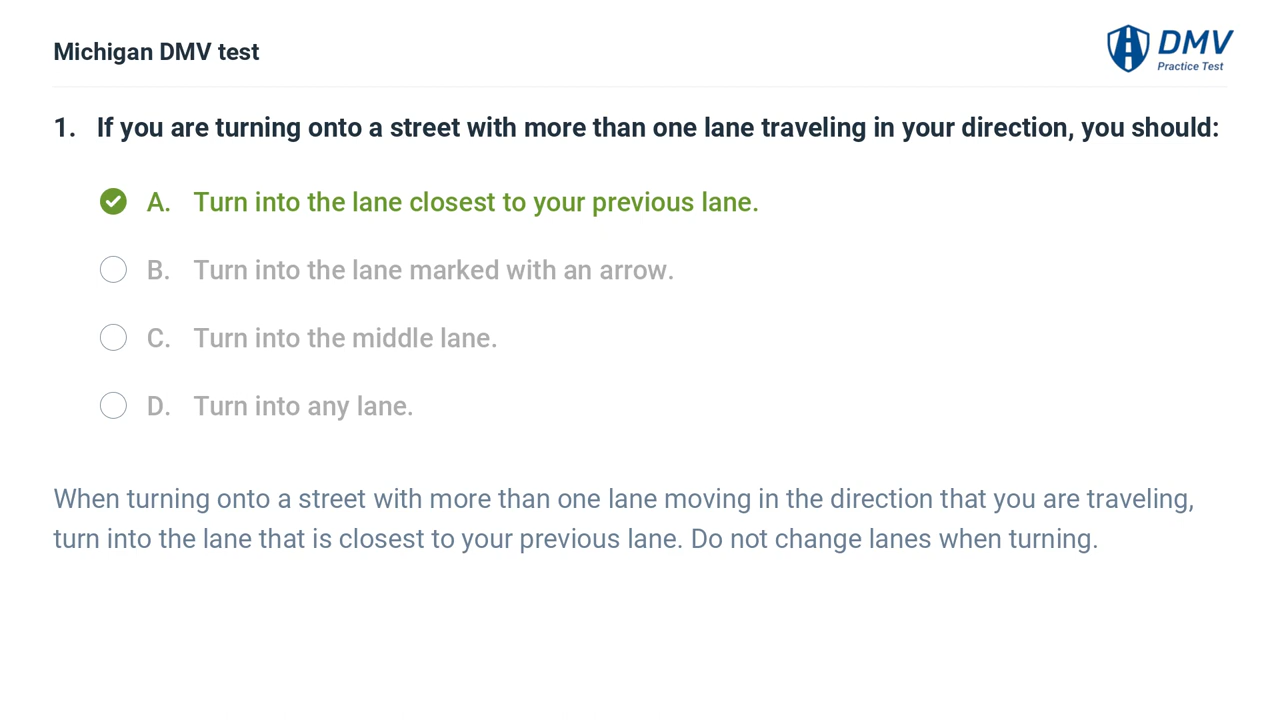 Michigan DMV test
DMV
Practice Test
1. If you are turning onto a street with more than one lane traveling in your direction, you should:
A. Turn into the lane closest to your previous lane.
B. Turn into the lane marked with an arrow.
C. Turn into the middle lane.
D. Turn into any lane.
When turning onto a street with more than one lane moving in the direction that you are traveling,
turn into the lane that is closest to your previous lane. Do not change lanes when turning.